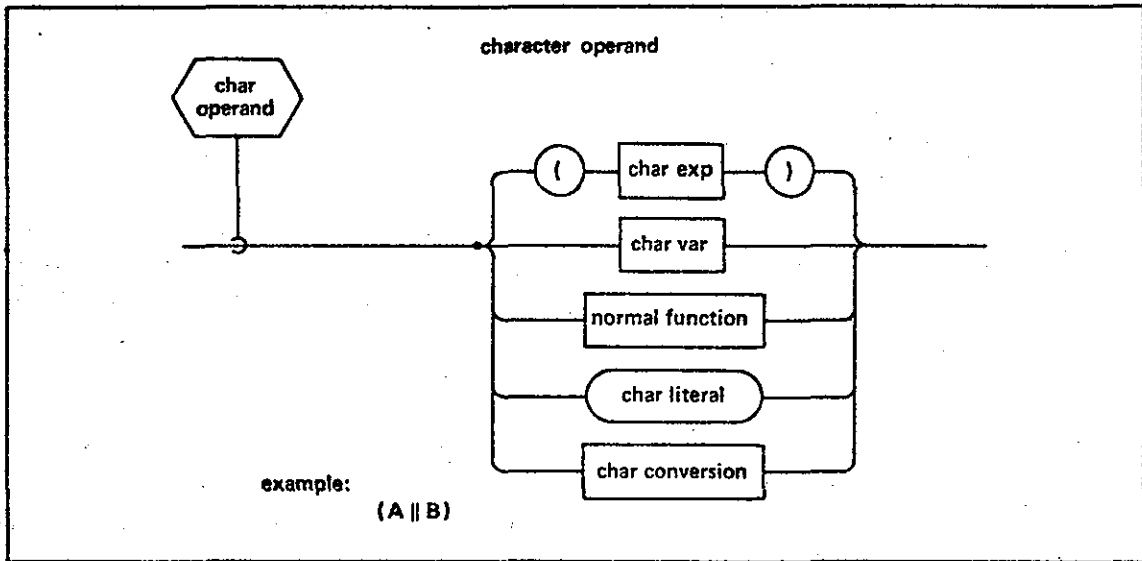 character operand
char
operand
( char exp )
char var
normal function
char literal
char conversion
example:
(A || B)